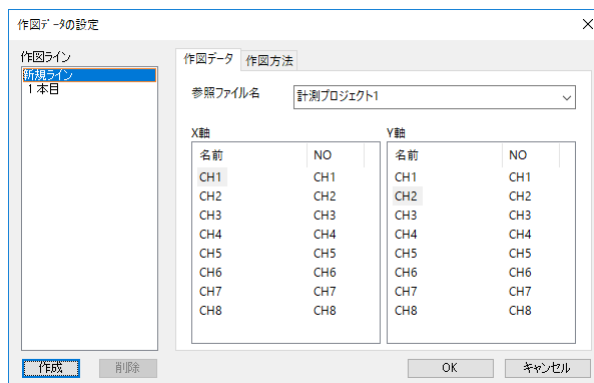 作図データの設定
作図ライン
新規ライン
1本目
作図データ 作図方法
参照ファイル名 計測プロジェクト1
X軸
名前 NO
CH1 CH1
CH2 CH2
CH3 CH3
CH4 CH4
CH5 CH5
CH6 CH6
CH7 CH7
CH8 CH8
Y軸
名前 NO
CH1 CH1
CH2 CH2
CH3 CH3
CH4 CH4
CH5 CH5
CH6 CH6
CH7 CH7
CH8 CH8
作成 削除 OK キャンセル